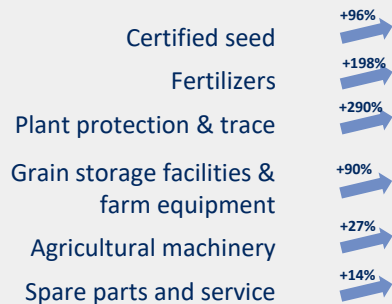 Certified seed +96%
Fertilizers +198%
Plant protection & trace +290%
Grain storage facilities & +90%
farm equipment
Agricultural machinery +27%
Spare parts and service +14%